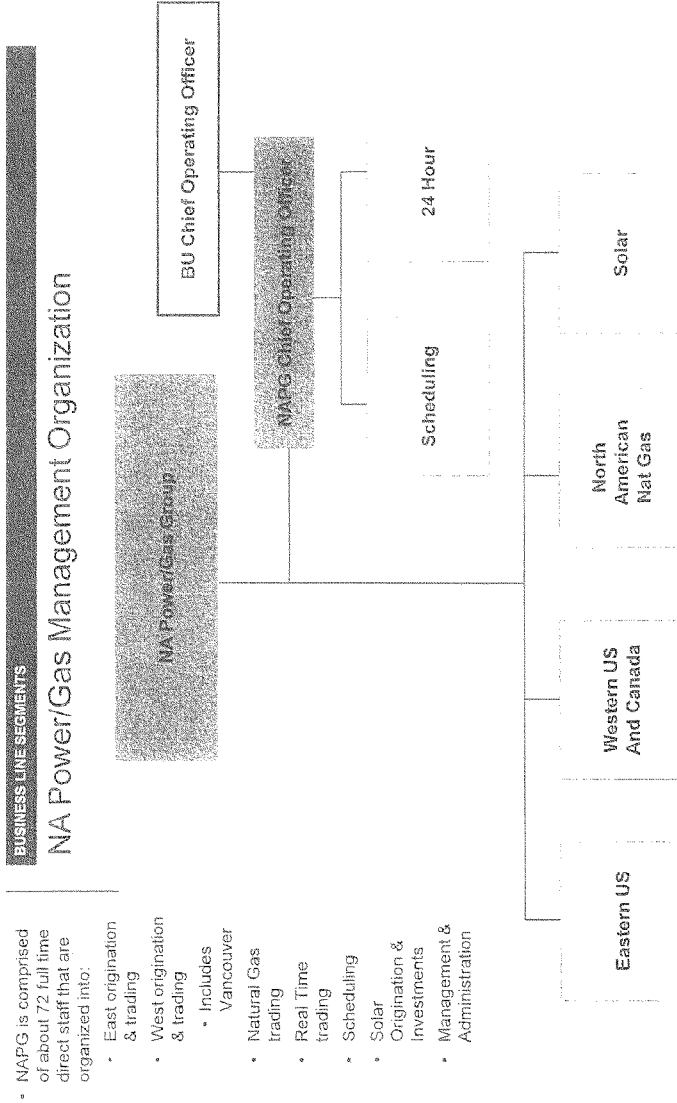 BUSINESS LINE SEGMENTS
NA Power/Gas Management Organization
- NAPG is comprised
of about 72 full time
direct staff that are
organized into:
• East origination
& trading
• West origination
& trading
• Includes
Vancouver
• Natural Gas
trading
• Real Time
trading
• Scheduling
• Solar
Origination &
Investments
• Management &
Administration
BU Chief Operating Officer
NA Power/Gas Group
NAPG Chief Operating Officer
Scheduling
24 Hour
Eastern US
Western US
And Canada
North
American
Nat Gas
Solar